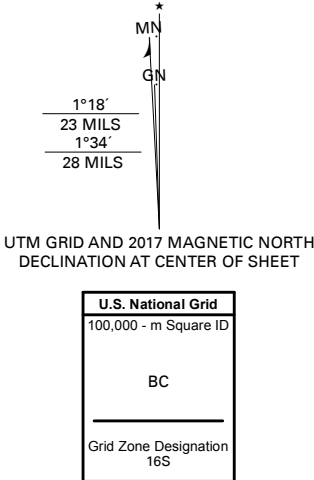 ★
MN
GN
1°18´
23 MILS
1°34´
28 MILS
UTM GRID AND 2017 MAGNETIC NORTH
DECLINATION AT CENTER OF SHEET
U.S. National Grid
100,000 - m Square ID
BC
Grid Zone Designation
16S